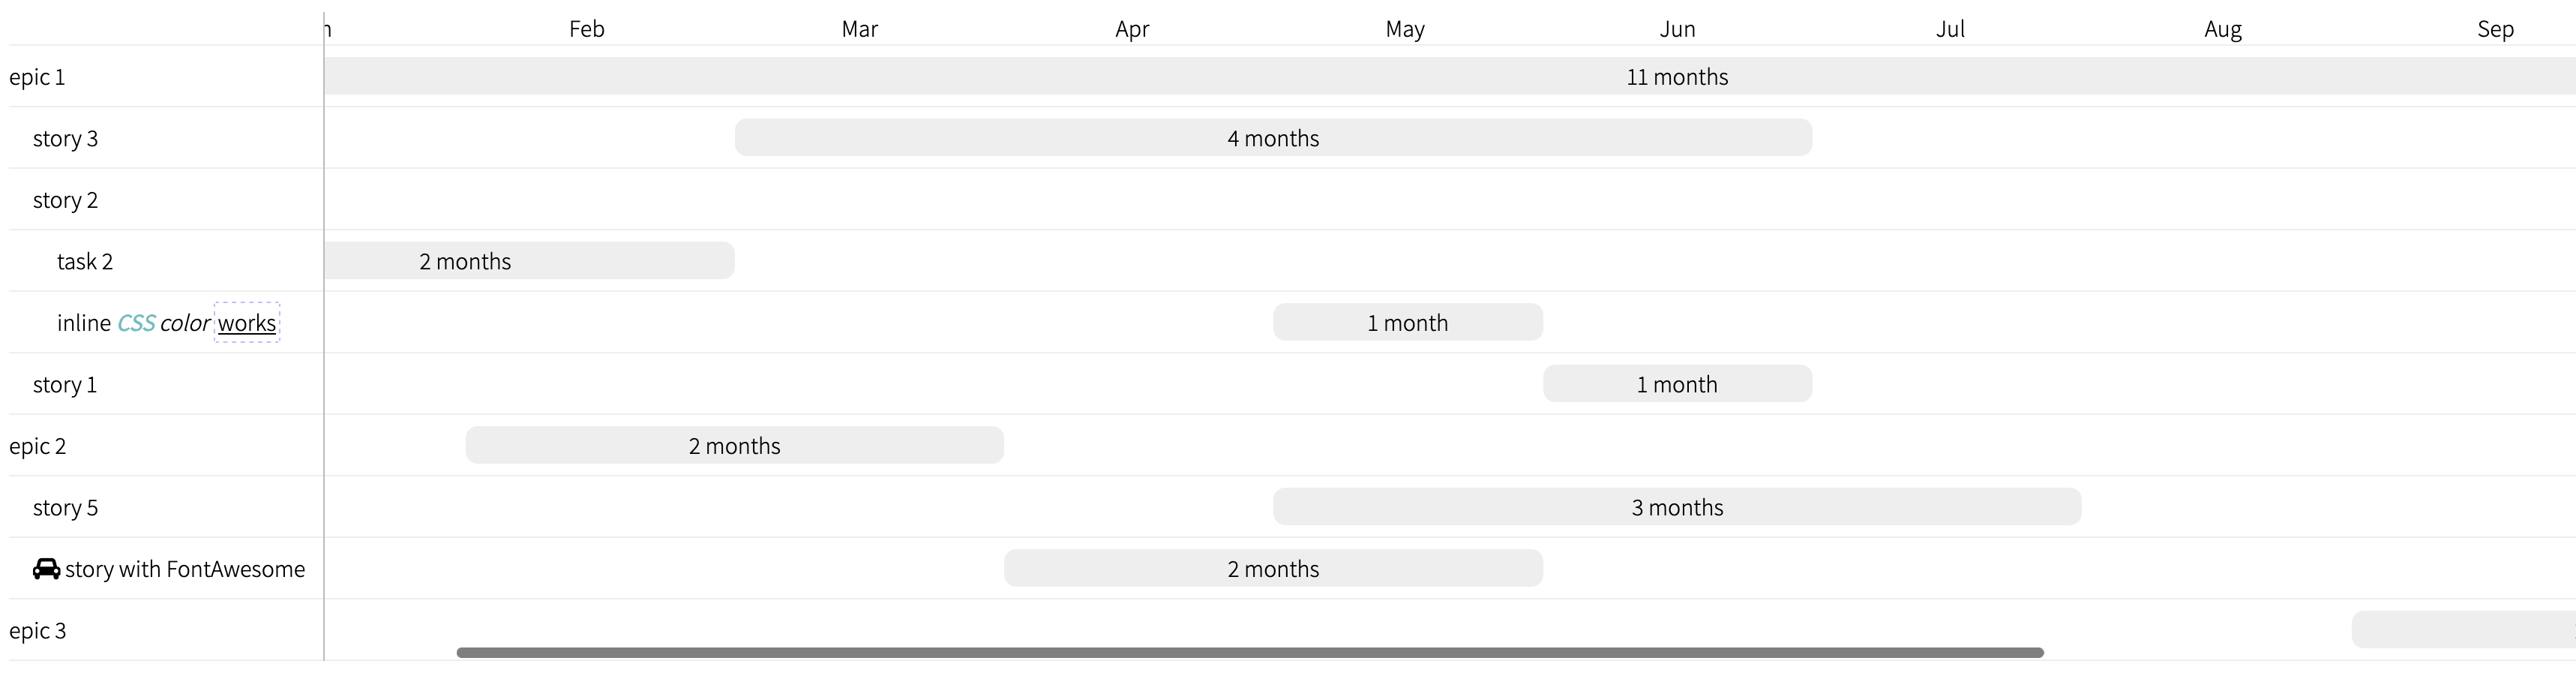 Feb Mar Apr May Jun Jul Aug Sep
epic 1 11 months
story 3 4 months
story 2
task 2 2 months
inline CSS color works 1 month
story 1 1 month
epic 2 2 months
story 5 3 months
story with FontAwesome 2 months
epic 3